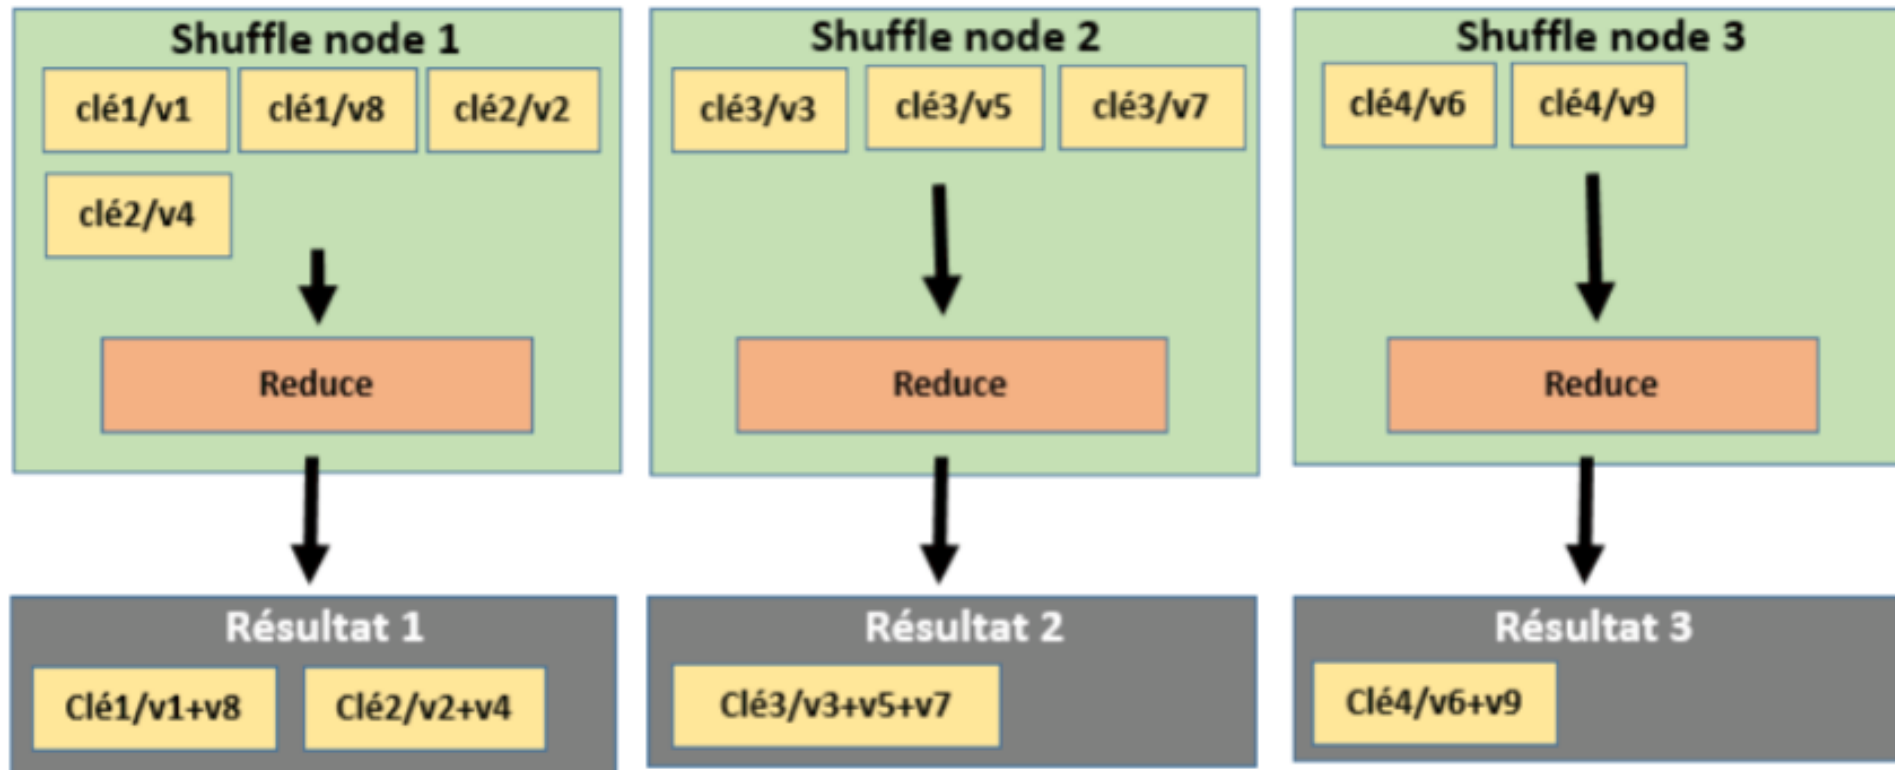 Shuffle node 1
clé1/v1 clé1/v8 clé2/v2
clé2/v4
Reduce
Résultat 1
Clé1/v1+v8 Clé2/v2+v4
Shuffle node 2
clé3/v3 clé3/v5 clé3/v7
Reduce
Résultat 2
Clé3/v3+v5+v7
Shuffle node 3
clé4/v6 clé4/v9
Reduce
Résultat 3
Clé4/v6+v9